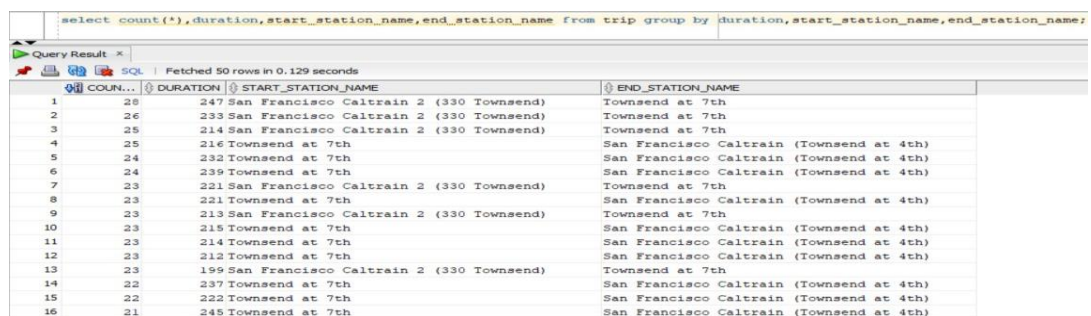 select count(*),duration,start_station_name,end_station_name from trip group by duration,start_station_name,end_station_name;
Query Result ×
SQL | Fetched 50 rows in 0.129 seconds
COUN... DURATION START_STATION_NAME END_STATION_NAME
1 28 247 San Francisco Caltrain 2 (330 Townsend) Townsend at 7th
2 26 233 San Francisco Caltrain 2 (330 Townsend) Townsend at 7th
3 25 214 San Francisco Caltrain 2 (330 Townsend) Townsend at 7th
4 25 216 Townsend at 7th San Francisco Caltrain (Townsend at 4th)
5 24 232 Townsend at 7th San Francisco Caltrain (Townsend at 4th)
6 24 239 Townsend at 7th San Francisco Caltrain (Townsend at 4th)
7 23 221 San Francisco Caltrain 2 (330 Townsend) Townsend at 7th
8 23 221 Townsend at 7th San Francisco Caltrain (Townsend at 4th)
9 23 213 San Francisco Caltrain 2 (330 Townsend) Townsend at 7th
10 23 215 Townsend at 7th San Francisco Caltrain (Townsend at 4th)
11 23 214 Townsend at 7th San Francisco Caltrain (Townsend at 4th)
12 23 212 Townsend at 7th San Francisco Caltrain (Townsend at 4th)
13 23 199 San Francisco Caltrain 2 (330 Townsend) Townsend at 7th
14 22 237 Townsend at 7th San Francisco Caltrain (Townsend at 4th)
15 22 222 Townsend at 7th San Francisco Caltrain (Townsend at 4th)
16 21 245 Townsend at 7th San Francisco Caltrain (Townsend at 4th)